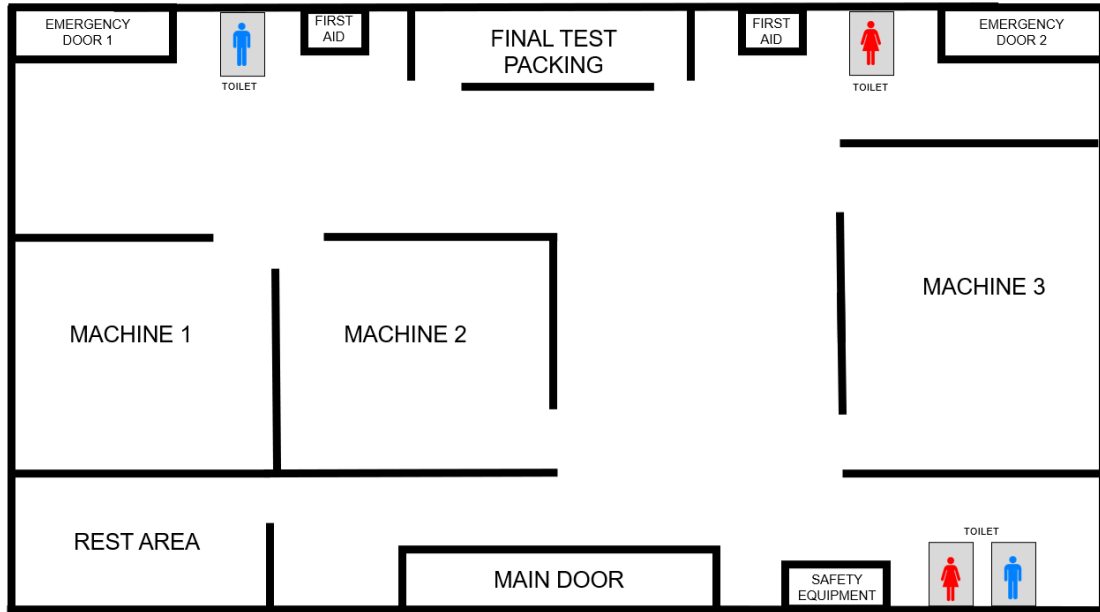 EMERGENCY
DOOR 1
TOILET
FIRST
AID
FINAL TEST
PACKING
FIRST
AID
TOILET
EMERGENCY
DOOR 2
MACHINE 1
MACHINE 2
MACHINE 3
REST AREA
MAIN DOOR
SAFETY
EQUIPMENT
TOILET